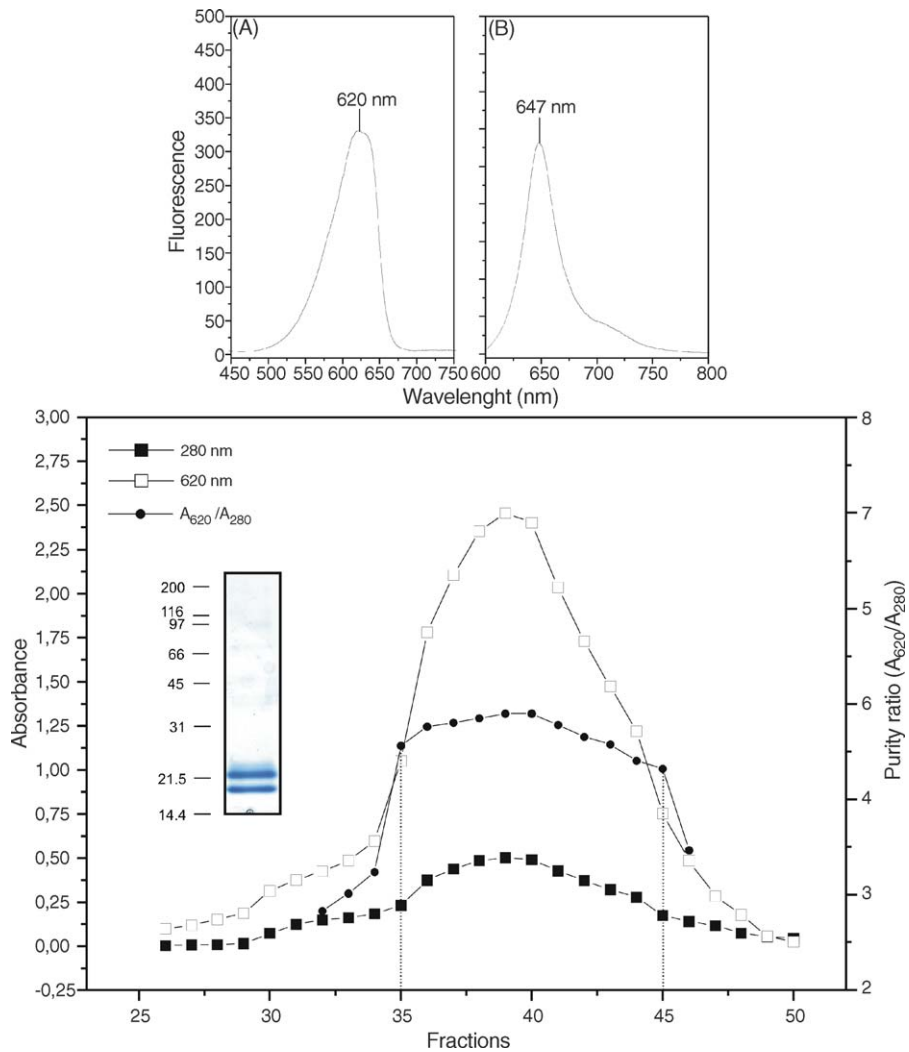 (A)
620 nm
500
450
400
350
300
250
200
150
100
50
0
Fluorescence
450 500 550 600 650 700 750
(B)
647 nm
600 650 700 750 800
Wavelenght (nm)
3,00
2,75
2,50
2,25
2,00
1,75
1,50
1,25
1,00
0,75
0,50
0,25
0,00
-0,25
Absorbance
280 nm
620 nm
A620/A280
200
116
97
66
45
31
21.5
14.4
8
7
5
6
4
3
2
Purity ratio (A620/A280)
25 30 35 40 45 50
Fractions